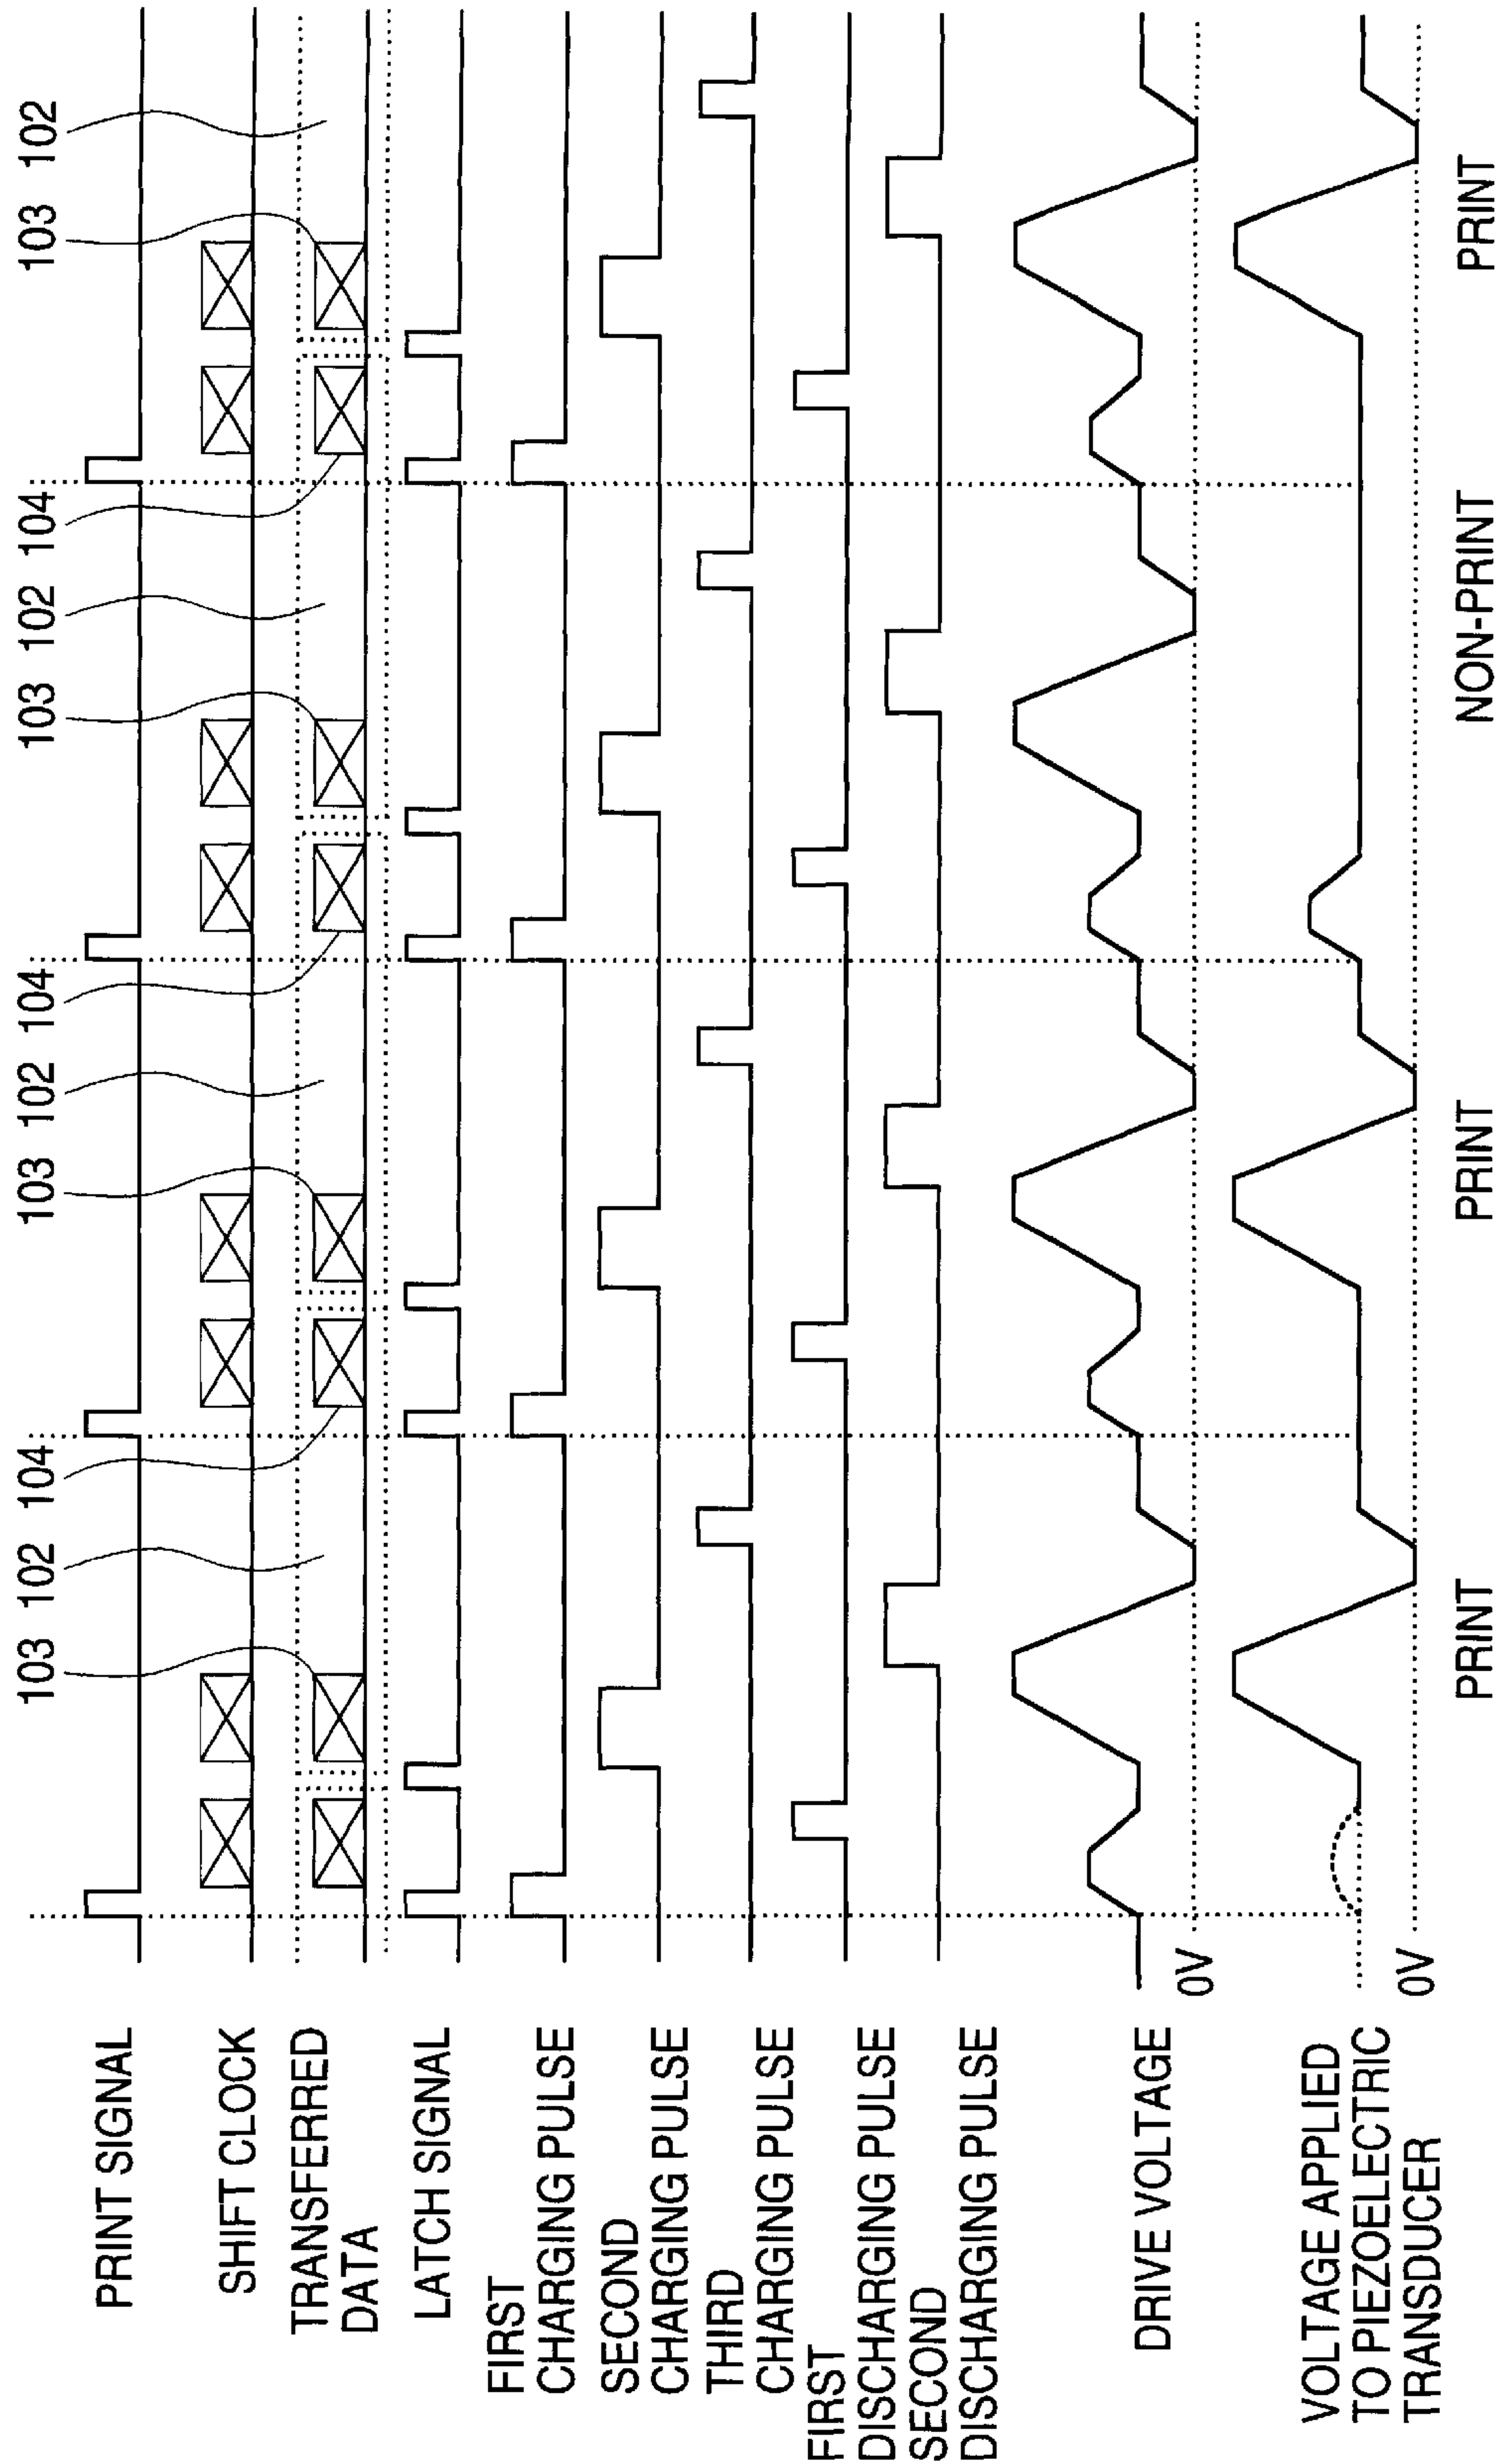 103 102 104 103 102 104 103 102 104 103 102
PRINT SIGNAL
SHIFT CLOCK
TRANSFERRED
DATA
LATCH SIGNAL
FIRST
CHARGING PULSE
SECOND
CHARGING PULSE
THIRD
CHARGING PULSE
FIRST
DISCHARGING PULSE
SECOND
DISCHARGING PULSE
DRIVE VOLTAGE
0V
VOLTAGE APPLIED
TO PIEZOELECTRIC
TRANSDUCER
0V
PRINT PRINT NON-PRINT PRINT